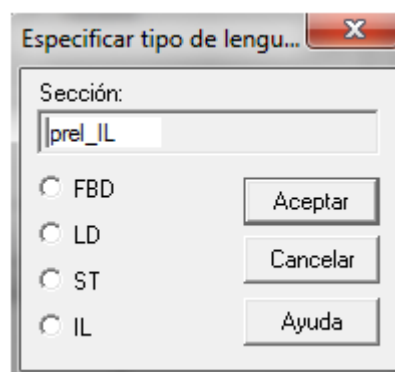 Especificar tipo de lengu...
Sección:
prel_IL
FBD
Aceptar
LD
Cancelar
ST
IL
Ayuda